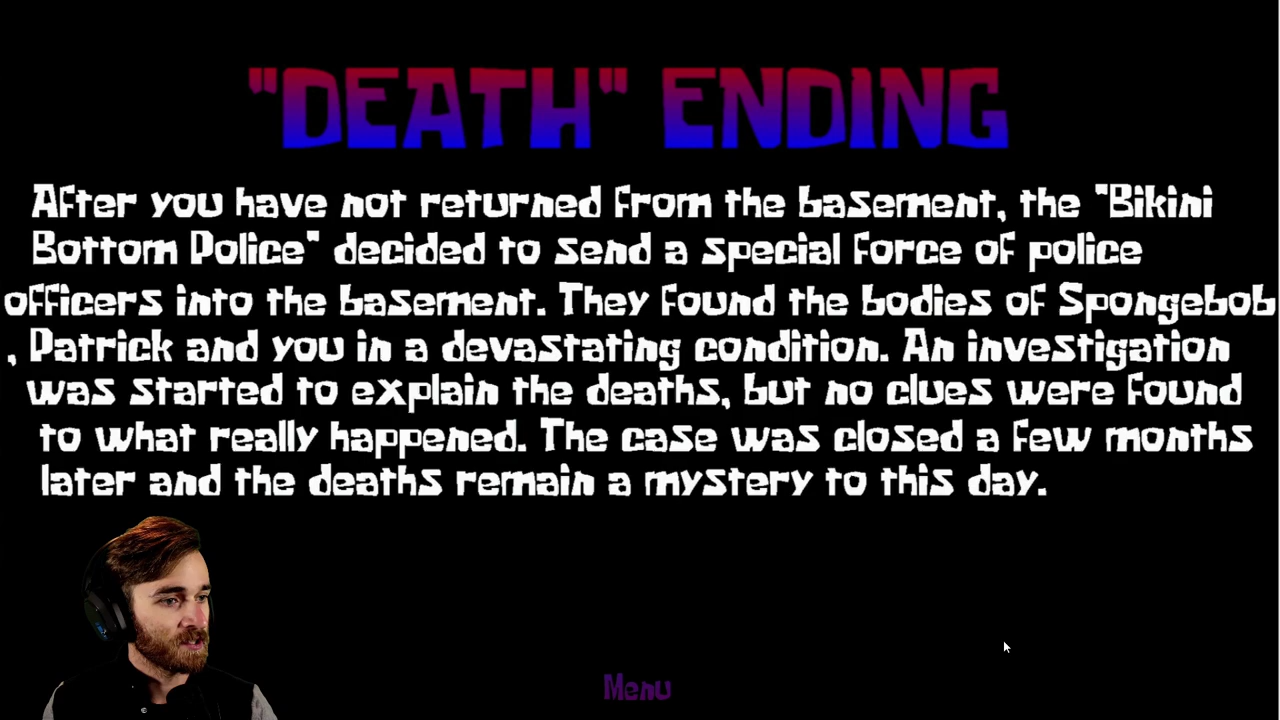 "DEATH" ENDING
After you have not returned from the basement, the "Bikini
Bottom Police" decided to send a special force of police
officers into the basement. They found the bodies of Spongebob
, Patrick and you in a devastating condition. An investigation
was started to explain the deaths, but no clues were found
to what really happened. The case was closed a few months
later and the deaths remain a mystery to this day.
Menu